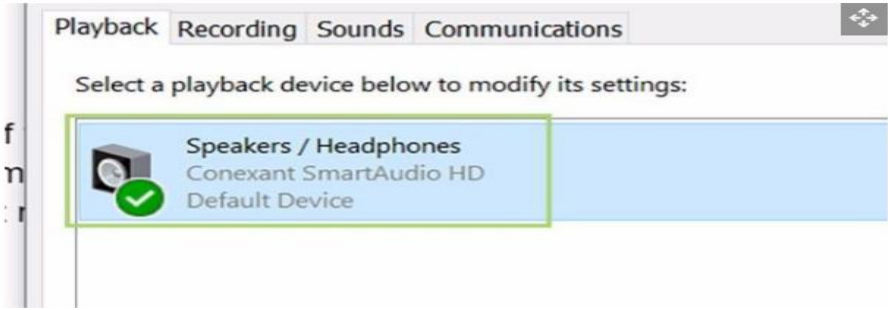 Playback Recording Sounds Communications
Select a playback device below to modify its settings:
Speakers / Headphones
Conexant SmartAudio HD
Default Device
f
m